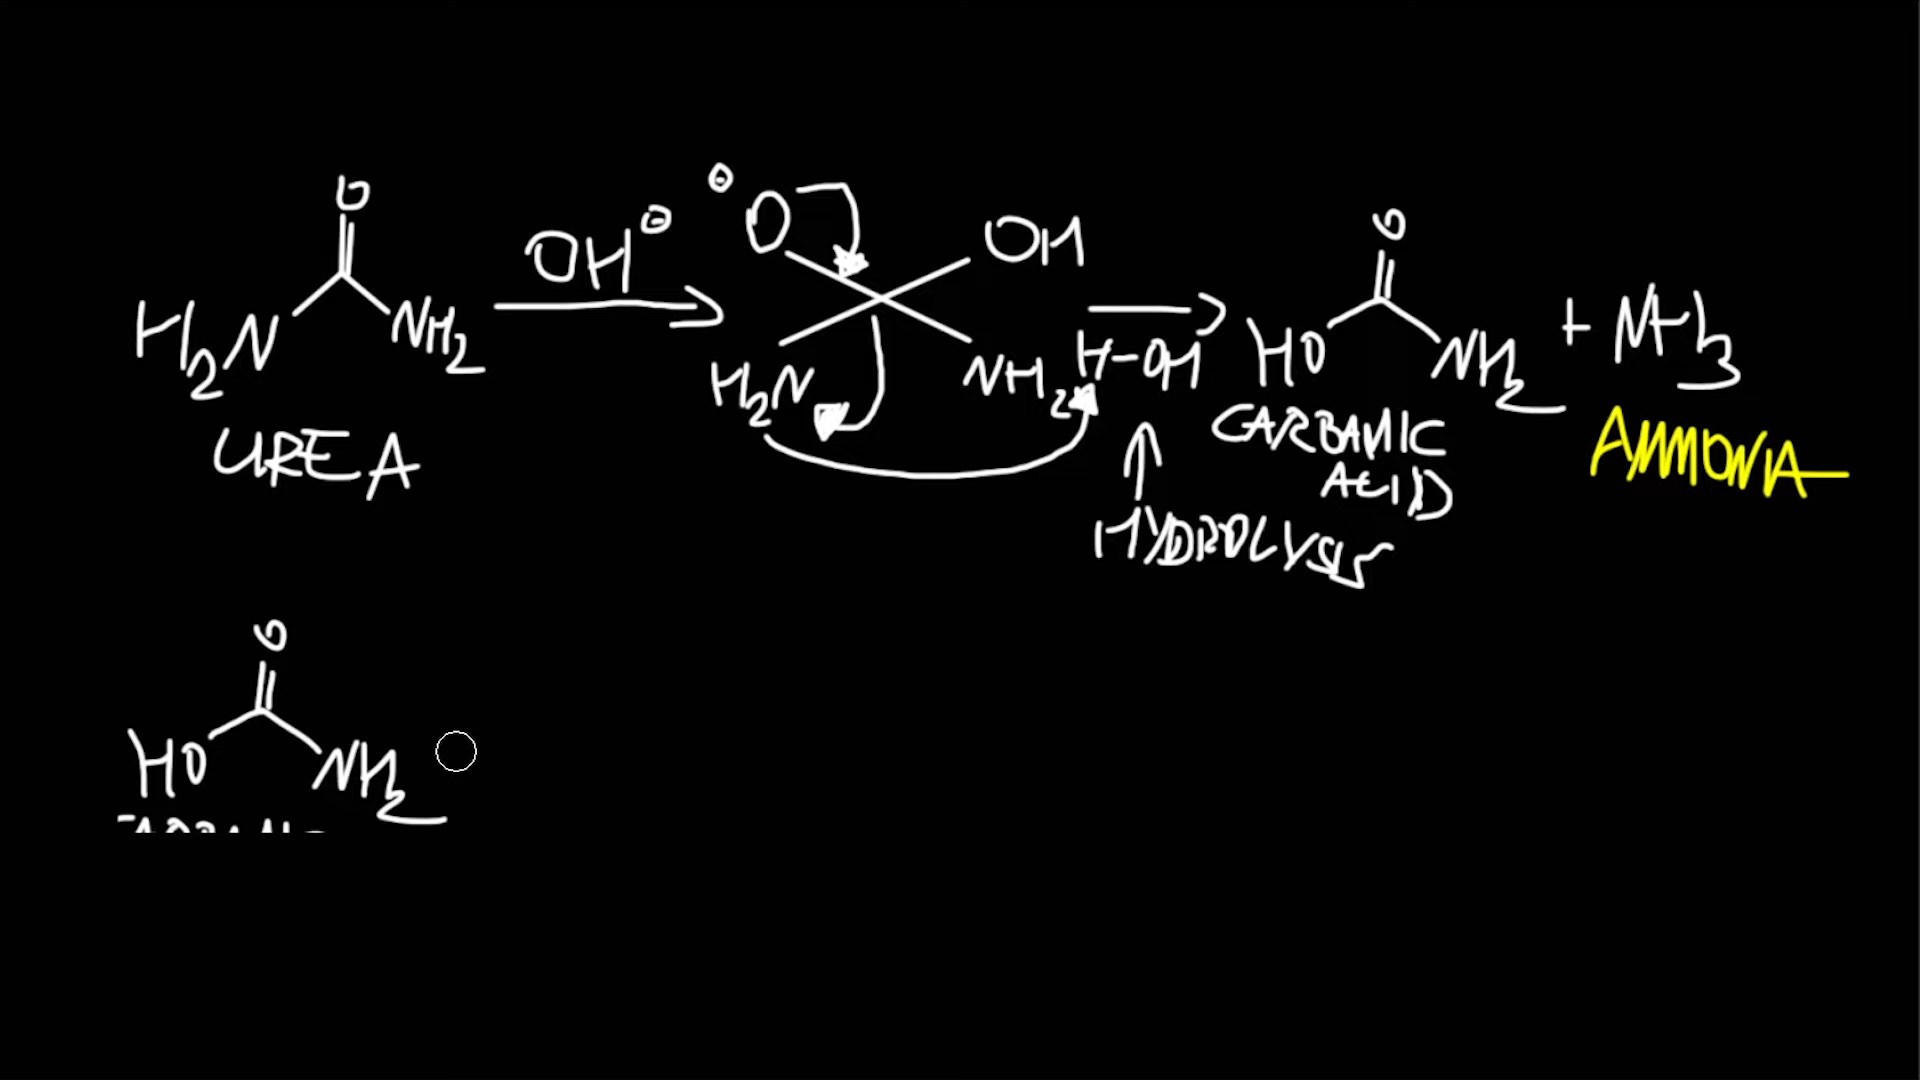 O
H₂N NH₂
UREA
OH⊖
⊖ O OH
H₂N NH₂
H-OH
HYDROLYSIS
O
HO NH₂
CARBAMIC
ACID
+ NH3
AMMONIA
O
HO NH₂